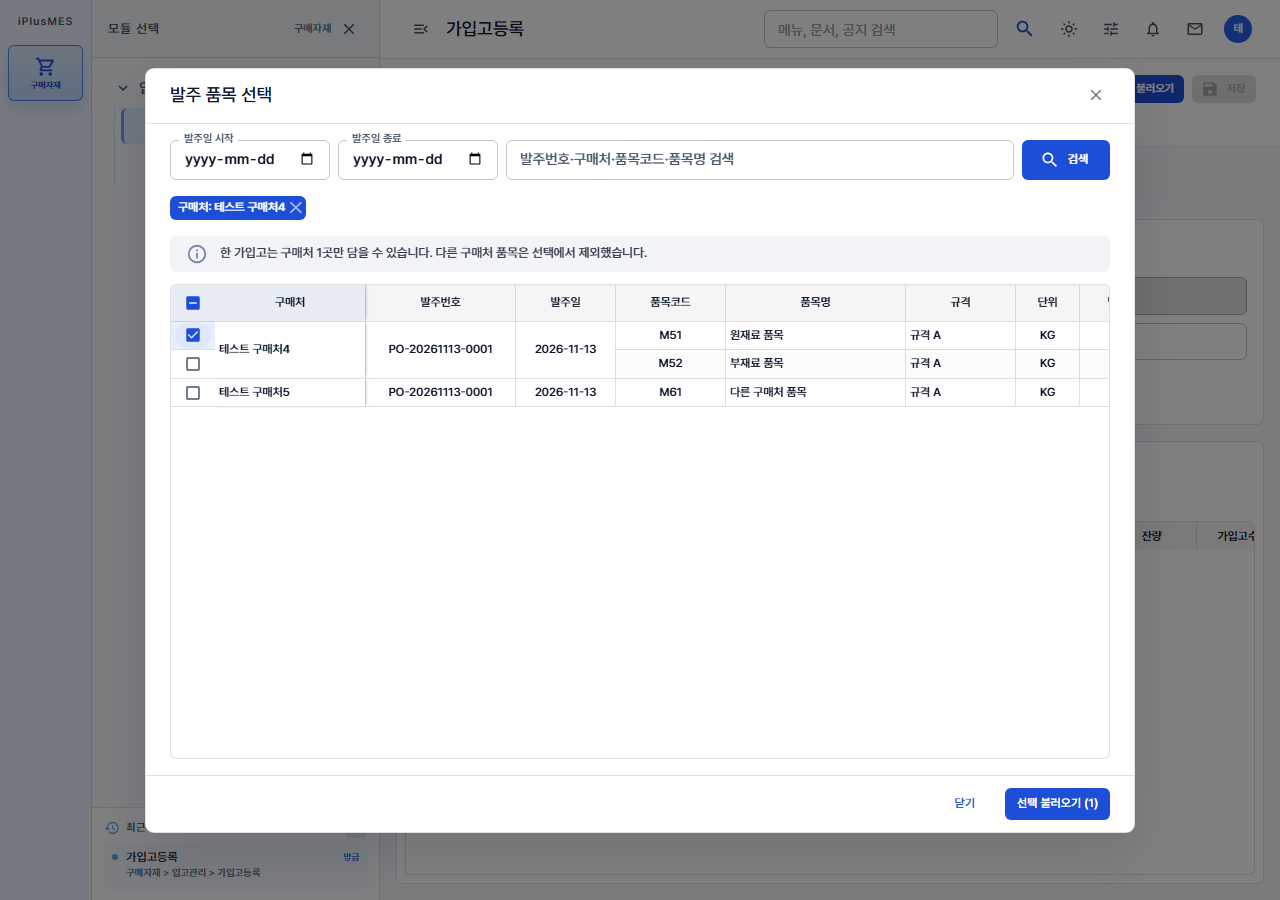 iPlusMES
모듈 선택
구매자재
가입고등록
메뉴, 문서, 공지 검색
테
구매자재
불러오기
저장
발주 품목 선택
발주일 시작
발주일 종료
yyyy-mm-dd
yyyy-mm-dd
발주번호·구매처·품목코드·품목명 검색
검색
구매처: 테스트 구매처4
한 가입고는 구매처 1곳만 담을 수 있습니다. 다른 구매처 품목은 선택에서 제외했습니다.
구매처 발주번호 발주일 품목코드 품목명 규격 단위
테스트 구매처4 PO-20261113-0001 2026-11-13 M51 원재료 품목 규격 A KG
M52 부재료 품목 규격 A KG
테스트 구매처5 PO-20261113-0001 2026-11-13 M61 다른 구매처 품목 규격 A KG
잔량
가입고수
닫기
선택 불러오기 (1)
최근
가입고등록
방금
구매자재 > 입고관리 > 가입고등록